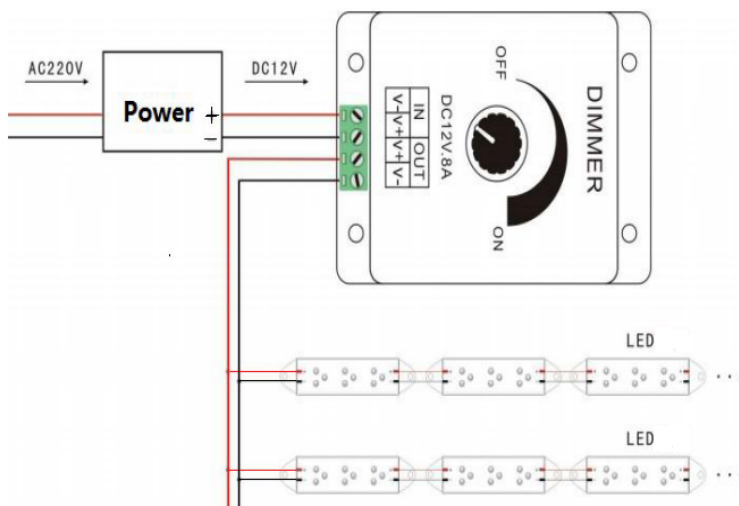 AC220V
DC12V
Power +
−
OFF
DIMMER
DC12V.8A
IN
OUT
V-
V+
V+
V-
ON
LED
LED